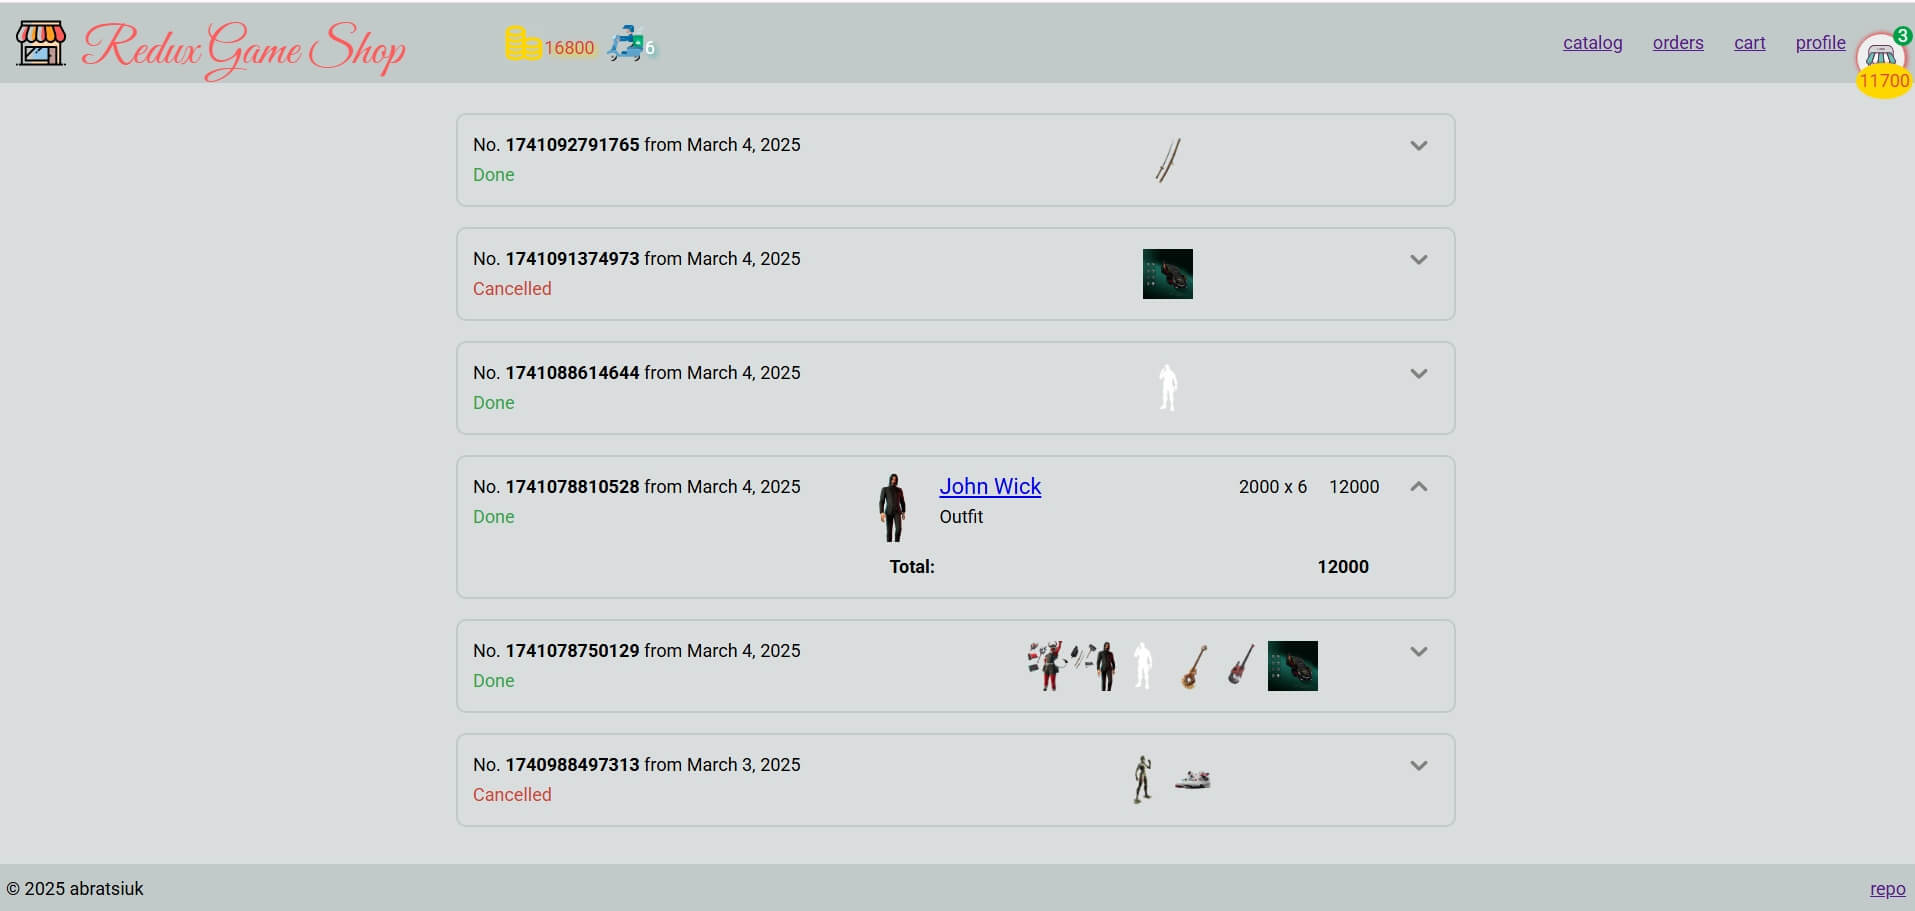 Redux Game Shop
16800 6
catalog orders cart profile
3
11700
No. 1741092791765 from March 4, 2025
Done
No. 1741091374973 from March 4, 2025
Cancelled
No. 1741088614644 from March 4, 2025
Done
No. 1741078810528 from March 4, 2025 John Wick 2000 x 6 12000
Done Outfit
Total: 12000
No. 1741078750129 from March 4, 2025
Done
No. 1740988497313 from March 3, 2025
Cancelled
© 2025 abratsiuk repo